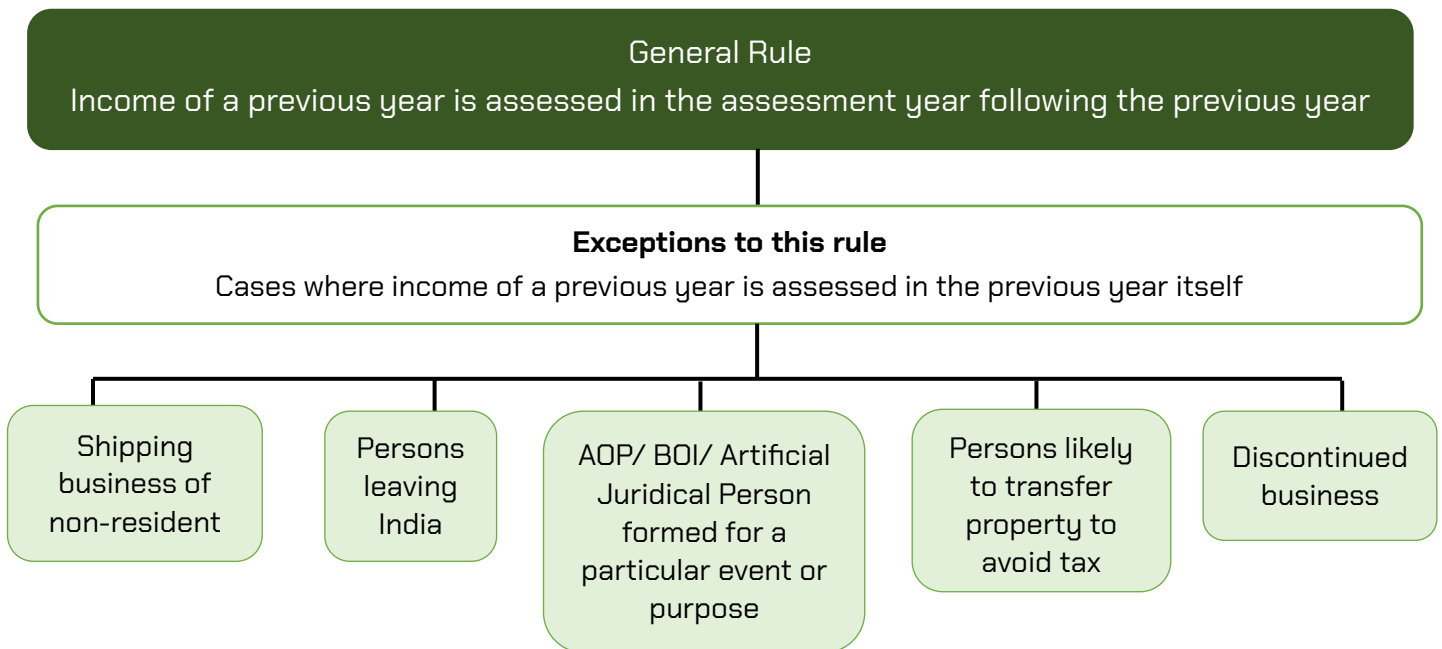 General Rule
Income of a previous year is assessed in the assessment year following the previous year
Exceptions to this rule
Cases where income of a previous year is assessed in the previous year itself
Shipping
business of
non-resident
Persons
leaving
India
AOP/ BOI/ Artificial
Juridical Person
formed for a
particular event or
purpose
Persons likely
to transfer
property to
avoid tax
Discontinued
business